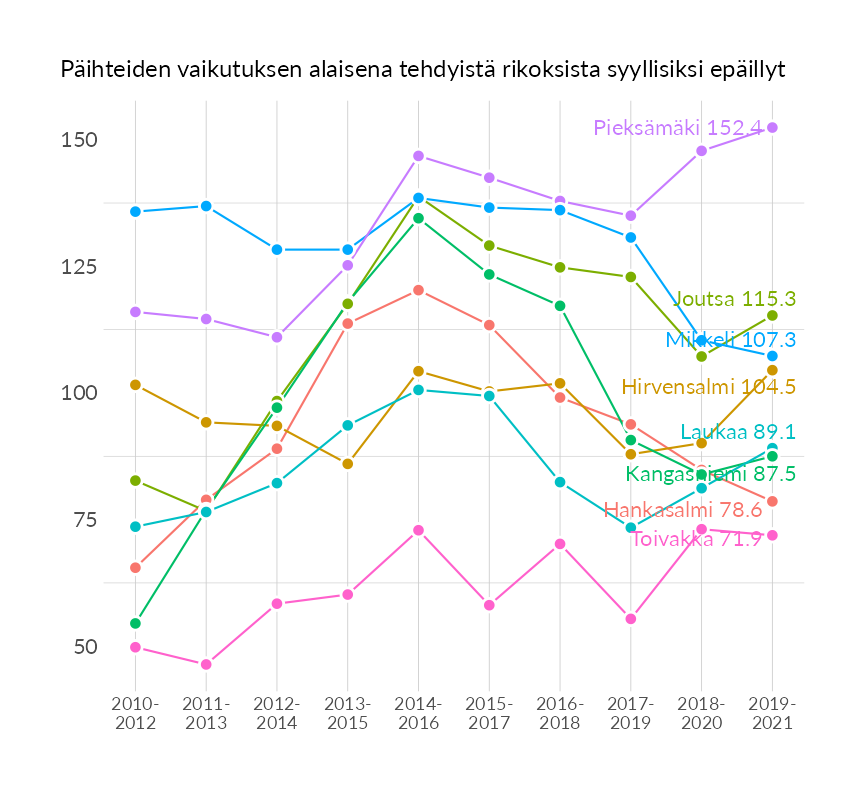 Päihteiden vaikutuksen alaisena tehdyistä rikoksista syyllisiksi epäillyt
150
Pieksämäki 152.4
125
Joutsa 115.3
Mikkeli 107.3
100
Hirvensalmi 104.5
Laukaa 89.1
Kangasniemi 87.5
75
Hankasalmi 78.6
Toivakka 71.9
50
2010- 2011- 2012- 2013- 2014- 2015- 2016- 2017- 2018- 2019-
2012 2013 2014 2015 2016 2017 2018 2019 2020 2021